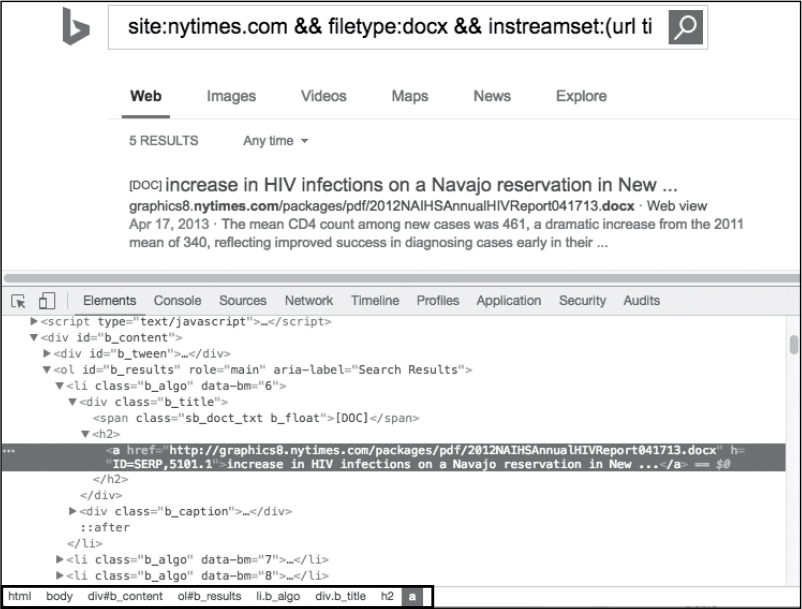 site:nytimes.com && filetype:docx && instreamset:(url ti
Web Images Videos Maps News Explore
5 RESULTS Any time
[DOC] increase in HIV infections on a Navajo reservation in New ...
graphics8.nytimes.com/packages/pdf/2012NAIHSAnnualHIVReport041713.docx · Web view
Apr 17, 2013 · The mean CD4 count among new cases was 461, a dramatic increase from the 2011
mean of 340, reflecting improved success in diagnosing cases early in their ...
Elements Console Sources Network Timeline Profiles Application Security Audits
▶<script type="text/javascript">…</script>
▼<div id="b_content">
▶<div id="b_tween">…</div>
▼<ol id="b_results" role="main" aria-label="Search Results">
▼<li class="b_algo" data-bm="6">
▼<div class="b_title">
<span class="sb_doct_txt b_float">[DOC]</span>
▼<h2>
… <a href="http://graphics8.nytimes.com/packages/pdf/2012NAIHSAnnualHIVReport041713.docx" h=
"ID=SERP,5101.1">increase in HIV infections on a Navajo reservation in New ...</a> == $0
</h2>
</div>
▶<div class="b_caption">…</div>
::after
</li>
▶<li class="b_algo" data-bm="7">…</li>
▶<li class="b_algo" data-bm="8">…</li>
html body div#b_content ol#b_results li.b_algo div.b_title h2 a